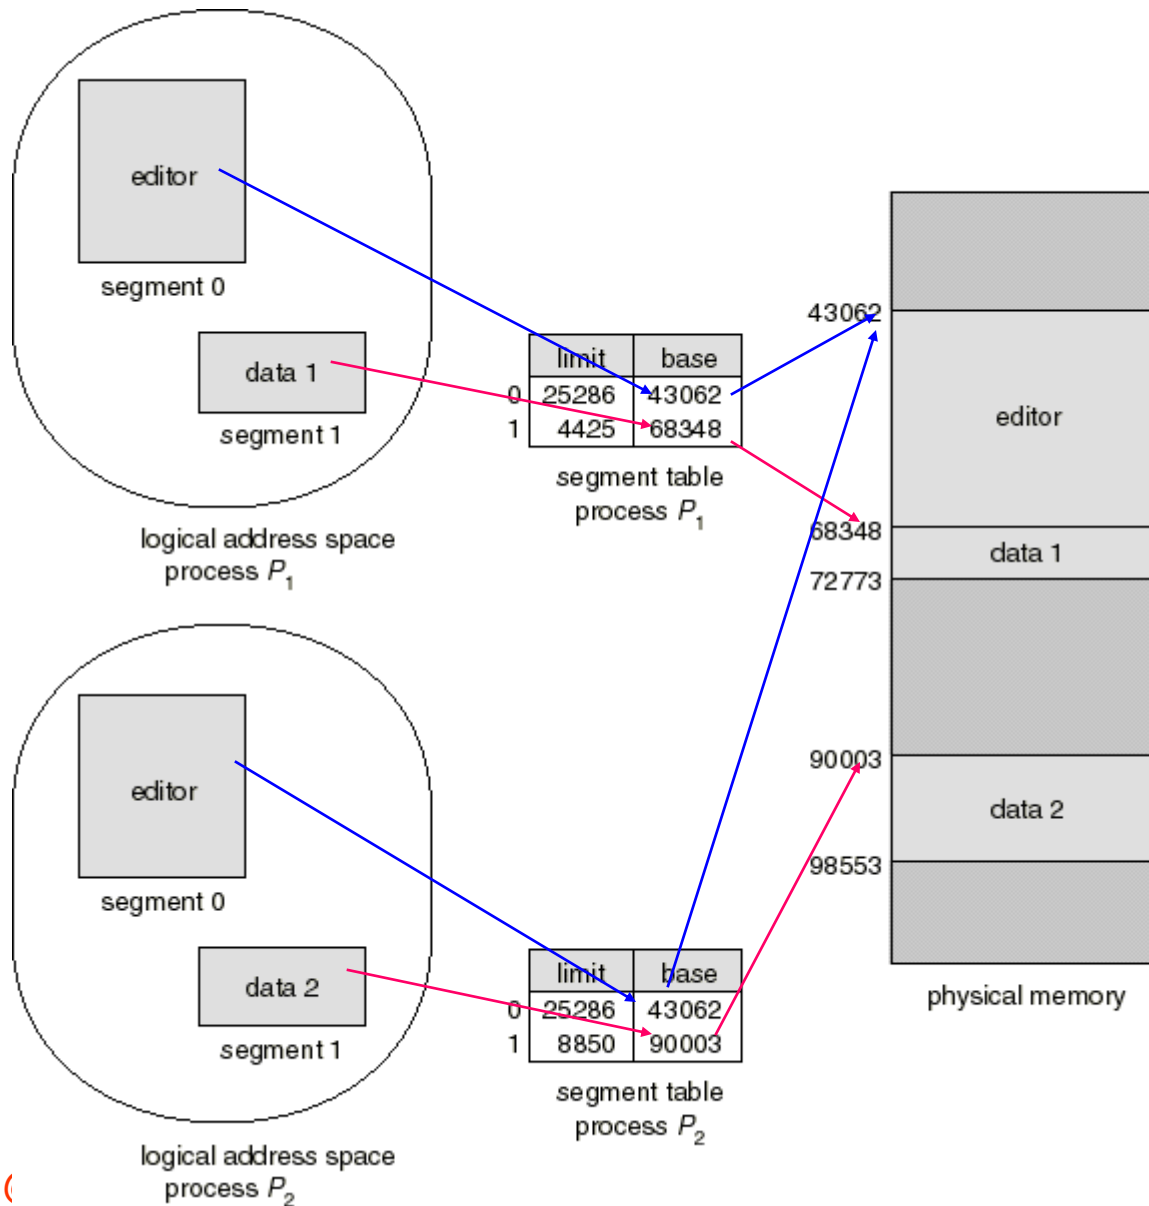 editor
segment 0
data 1
segment 1
logical address space
process P1
limit base
0 25286 43062
1 4425 68348
segment table
process P1
editor
segment 0
data 2
segment 1
logical address space
process P2
limit base
0 25286 43062
1 8850 90003
segment table
process P2
43062
editor
68348
data 1
72773
90003
data 2
98553
physical memory